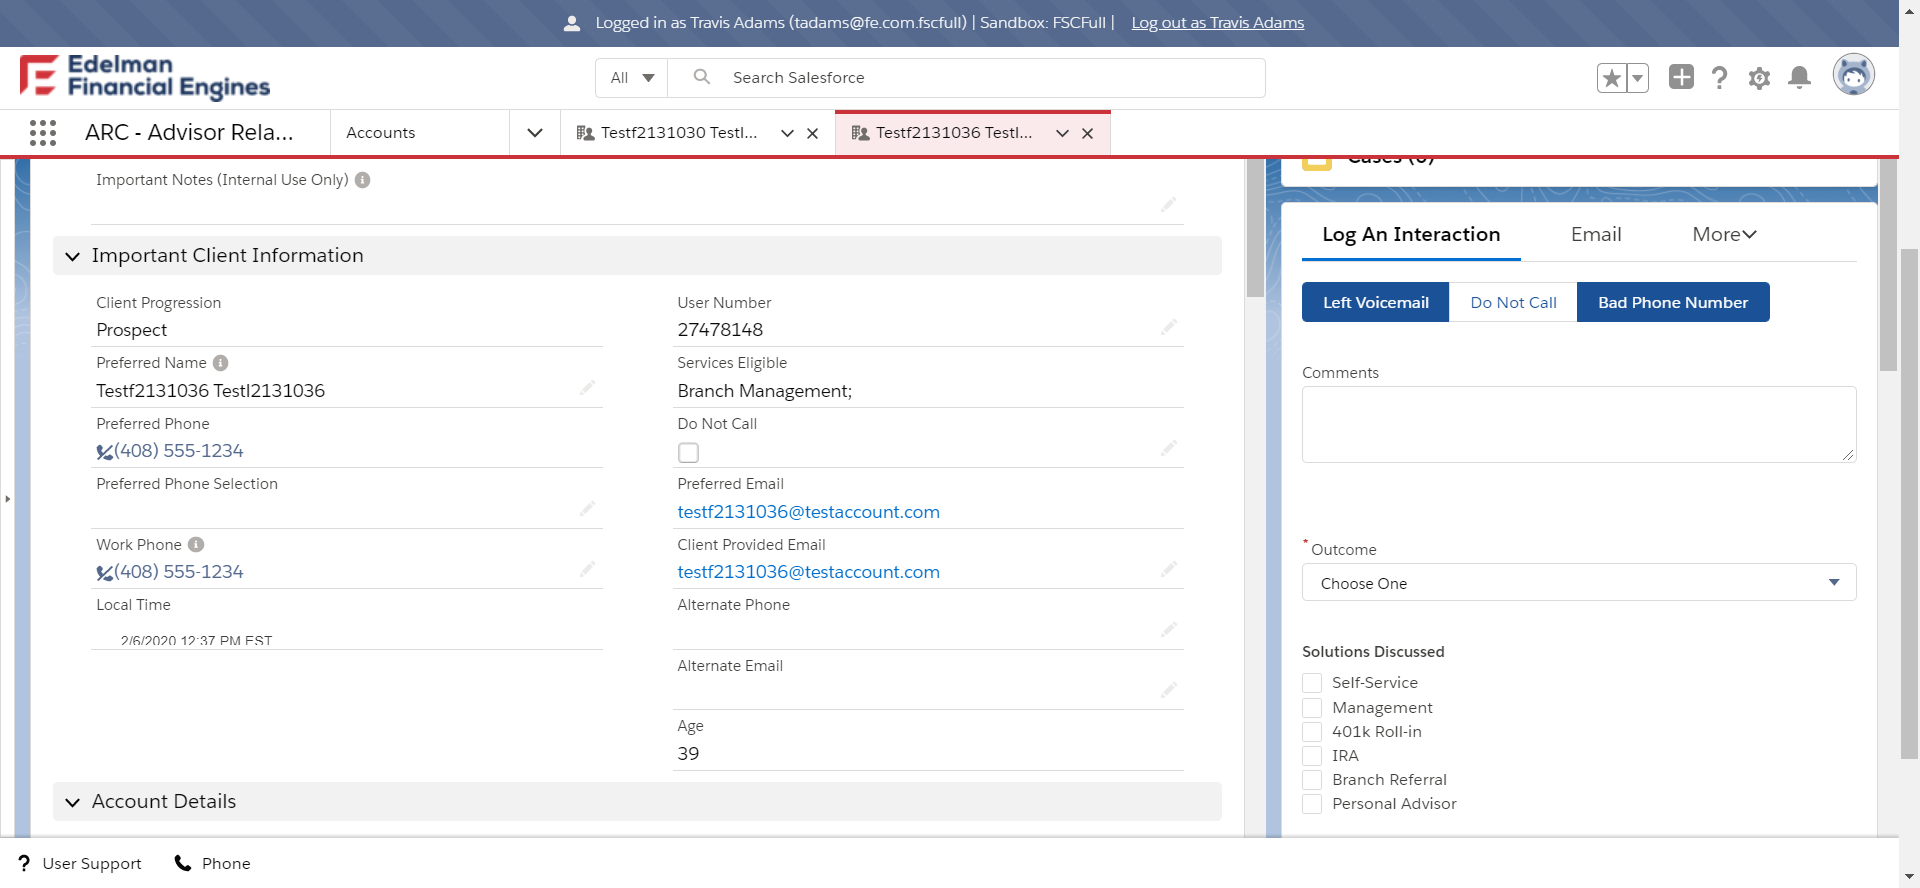 Logged in as Travis Adams (tadams@fe.com.fscfull) | Sandbox: FSCFull | Log out as Travis Adams
Edelman
Financial Engines
All
Search Salesforce
ARC - Advisor Rela...
Accounts
Testf2131030 Testl...
Testf2131036 Testl...
Important Notes (Internal Use Only)
Important Client Information
Client Progression
Prospect
Preferred Name
Testf2131036 Testl2131036
Preferred Phone
(408) 555-1234
Preferred Phone Selection
Work Phone
(408) 555-1234
Local Time
2/6/2020 12:37 PM EST
User Number
27478148
Services Eligible
Branch Management;
Do Not Call
Preferred Email
testf2131036@testaccount.com
Client Provided Email
testf2131036@testaccount.com
Alternate Phone
Alternate Email
Age
39
Account Details
Cases (0)
Log An Interaction
Email
More
Left Voicemail
Do Not Call
Bad Phone Number
Comments
* Outcome
Choose One
Solutions Discussed
Self-Service
Management
401k Roll-in
IRA
Branch Referral
Personal Advisor
? User Support
Phone